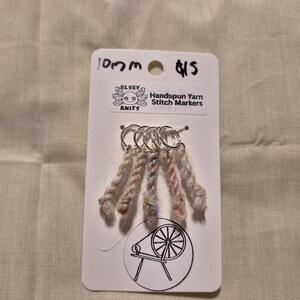 10mm $15
ELSEY
KNITS
Handspun Yarn
Stitch Markers